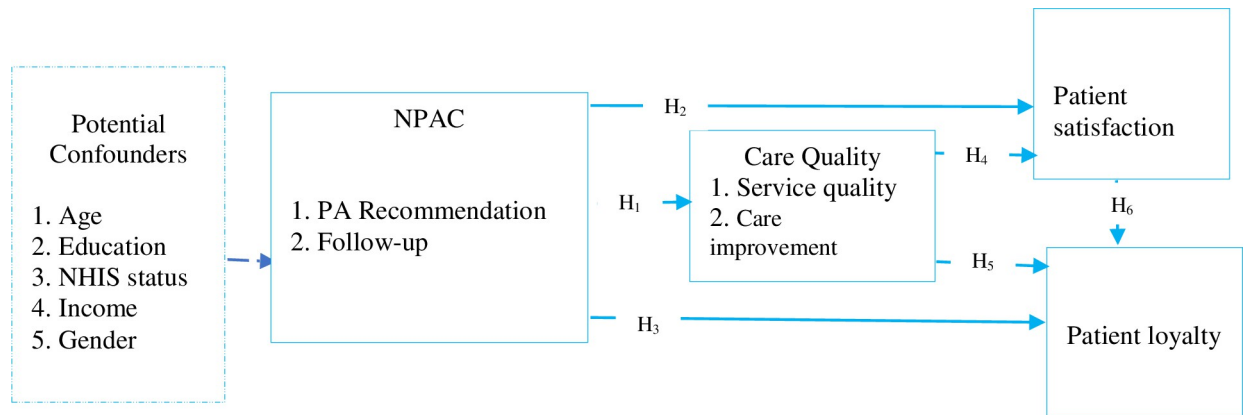 Potential
Confounders
1. Age
2. Education
3. NHIS status
4. Income
5. Gender
NPAC
1. PA Recommendation
2. Follow-up
H2
H1
H3
Care Quality
1. Service quality
2. Care
improvement
H4
H5
Patient
satisfaction
H6
Patient loyalty